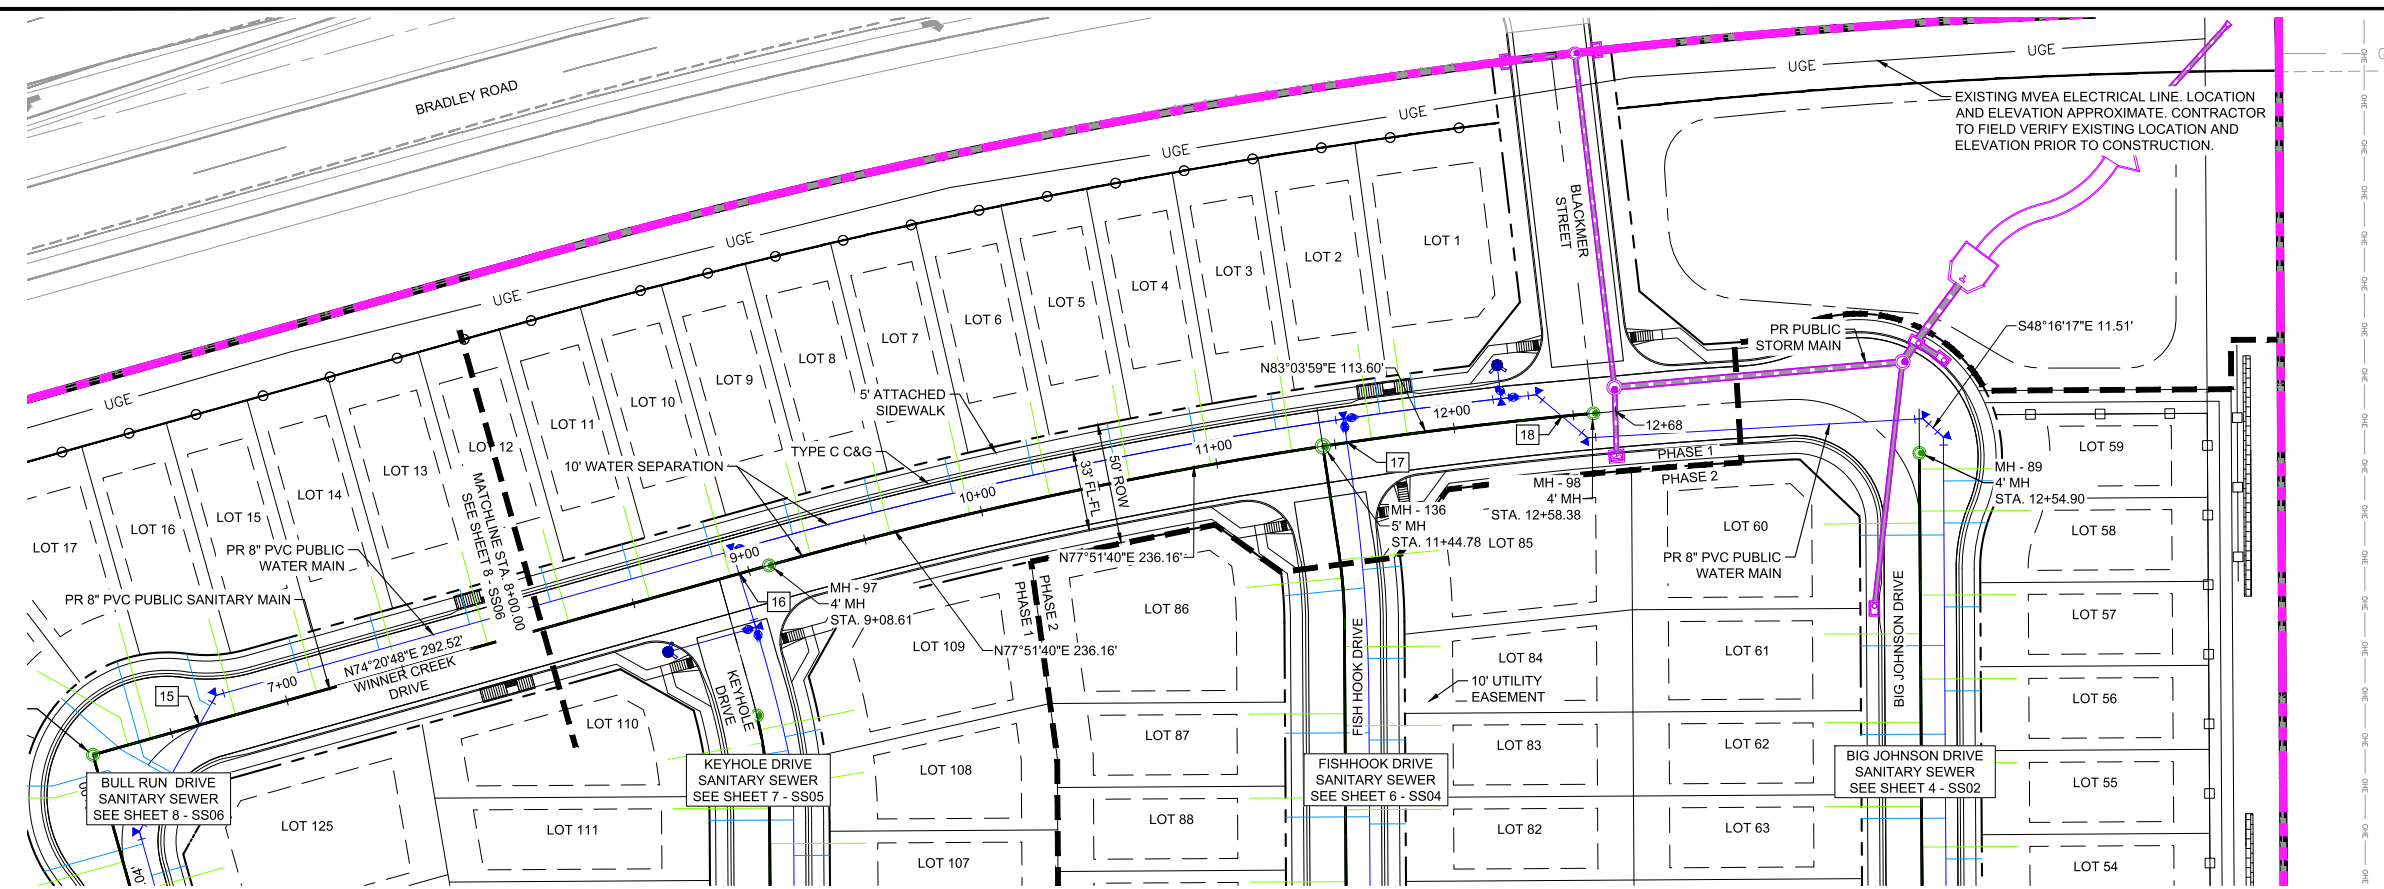 BRADLEY ROAD
UGE
UGE
UGE
UGE
UGE
UGE
UGE
EXISTING MVEA ELECTRICAL LINE. LOCATION
AND ELEVATION APPROXIMATE. CONTRACTOR
TO FIELD VERIFY EXISTING LOCATION AND
ELEVATION PRIOR TO CONSTRUCTION.
BLACKMER
STREET
LOT 1
LOT 2
LOT 3
LOT 4
LOT 5
LOT 6
LOT 7
LOT 8
LOT 9
LOT 10
LOT 11
LOT 12
LOT 13
LOT 14
LOT 15
LOT 16
LOT 17
MATCHLINE STA. 8+00.00
SEE SHEET 8 - SS06
5' ATTACHED
SIDEWALK
TYPE C C&G
10' WATER SEPARATION
PR 8" PVC PUBLIC
WATER MAIN
PR 8" PVC PUBLIC SANITARY MAIN
N74°20'48"E 292.52'
WINNER CREEK
DRIVE
7+00
9+00
10+00
11+00
12+00
12+68
15
16
17
18
33' FL-FL
50' ROW
N83°03'59"E 113.60'
PR PUBLIC
STORM MAIN
S48°16'17"E 11.51'
PHASE 1
PHASE 2
MH - 98
4' MH
STA. 12+58.38
MH - 136
5' MH
STA. 11+44.78
MH - 89
4' MH
STA. 12+54.90
MH - 97
4' MH
STA. 9+08.61
N77°51'40"E 236.16'
N77°51'40"E 236.16'
PHASE 2
PHASE 1
PR 8" PVC PUBLIC
WATER MAIN
10' UTILITY
EASEMENT
KEYHOLE
DRIVE
FISH HOOK DRIVE
BIG JOHNSON DRIVE
LOT 59
LOT 58
LOT 57
LOT 56
LOT 55
LOT 54
LOT 60
LOT 61
LOT 62
LOT 63
LOT 85
LOT 84
LOT 83
LOT 82
LOT 86
LOT 87
LOT 88
LOT 109
LOT 108
LOT 107
LOT 110
LOT 111
LOT 125
BULL RUN DRIVE
SANITARY SEWER
SEE SHEET 8 - SS06
KEYHOLE DRIVE
SANITARY SEWER
SEE SHEET 7 - SS05
FISHHOOK DRIVE
SANITARY SEWER
SEE SHEET 6 - SS04
BIG JOHNSON DRIVE
SANITARY SEWER
SEE SHEET 4 - SS02
OHE
OHE
OHE
OHE
OHE
OHE
OHE
OHE
OHE
OHE